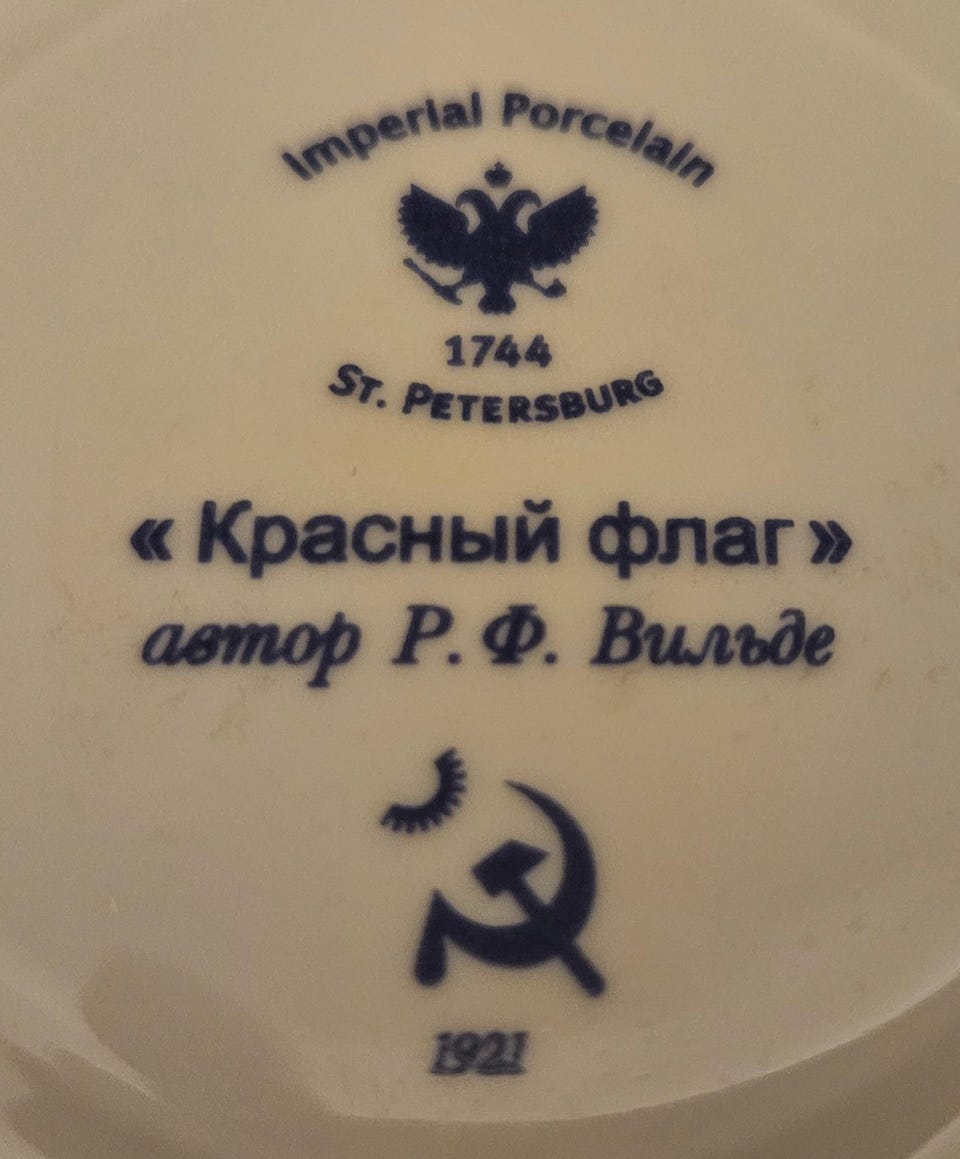 Imperial Porcelain
1744
St. Petersburg
« Красный флаг »
автор Р. Ф. Вильде
1921